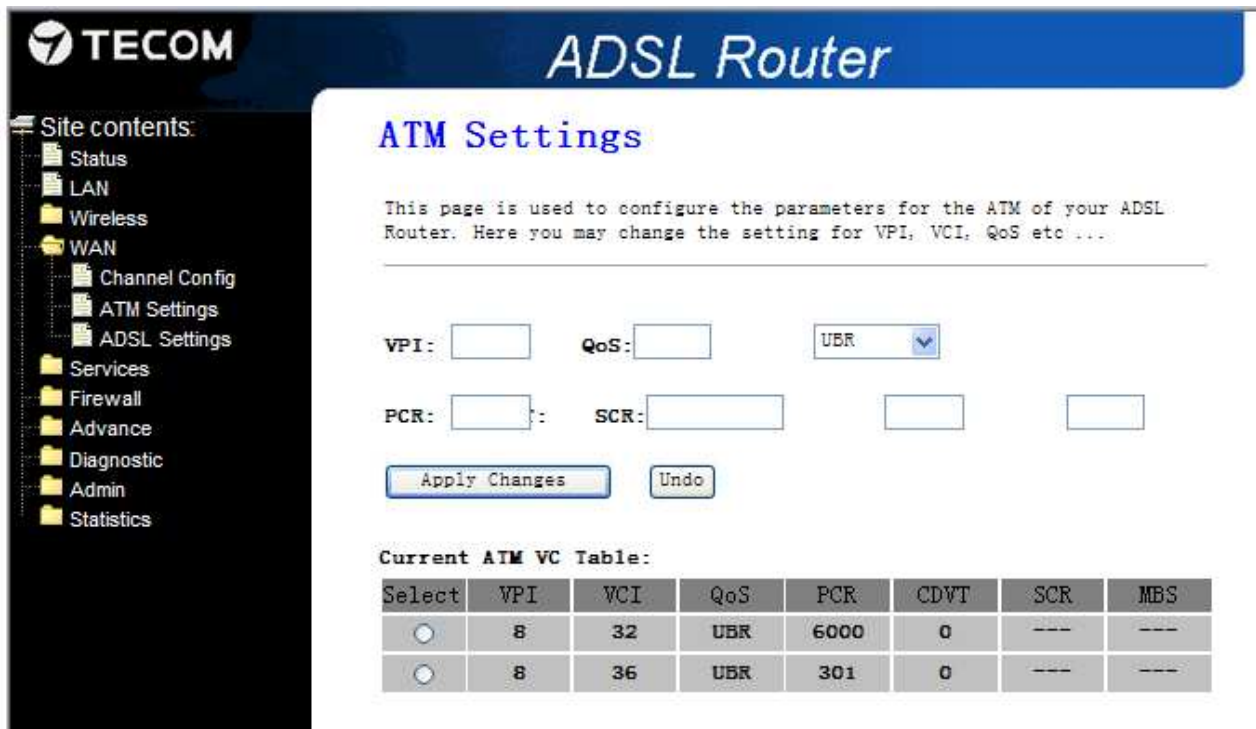 TECOM
ADSL Router
Site contents:
Status
LAN
Wireless
WAN
Channel Config
ATM Settings
ADSL Settings
Services
Firewall
Advance
Diagnostic
Admin
Statistics
ATM Settings
This page is used to configure the parameters for the ATM of your ADSL
Router. Here you may change the setting for VPI, VCI, QoS etc ...
VPI: QoS: UBR
PCR: : SCR:
Apply Changes Undo
Current ATM VC Table:
Select VPI VCI QoS PCR CDVT SCR MBS
8 32 UBR 6000 0 --- ---
8 36 UBR 301 0 --- ---